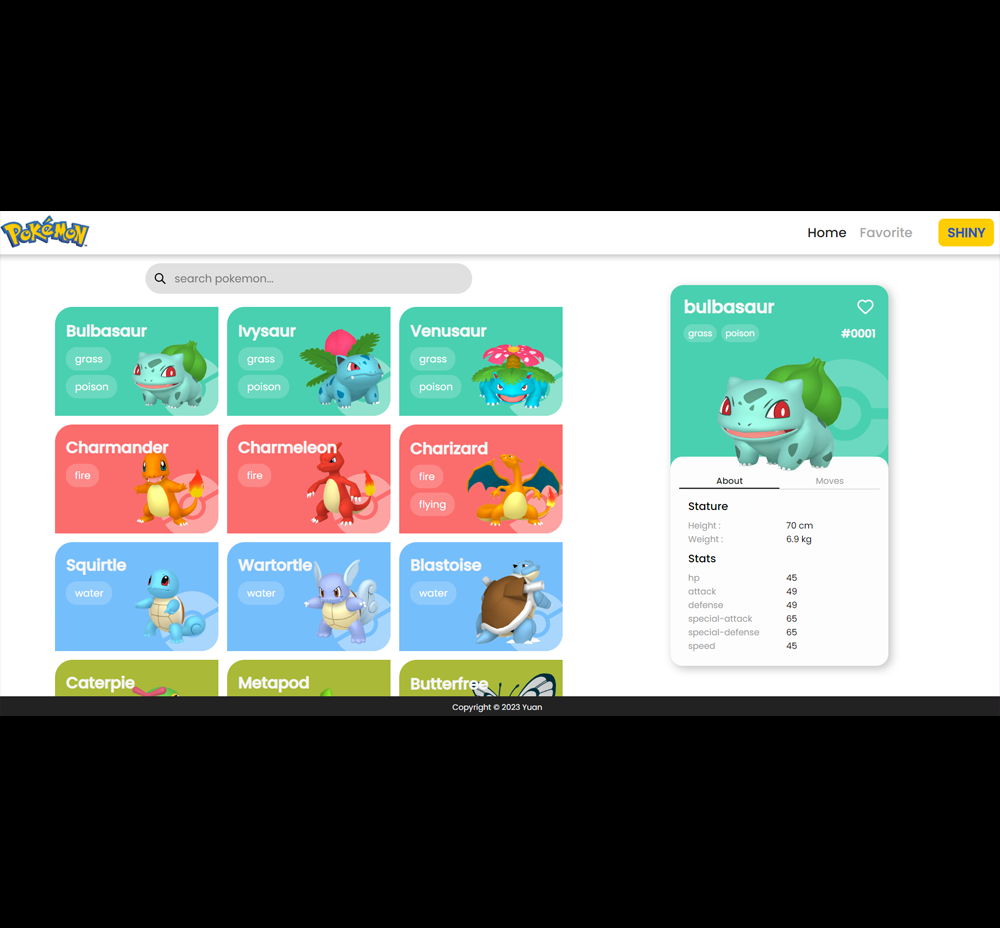 POKéMON
Home Favorite SHINY
search pokemon...
Bulbasaur
grass
poison
Ivysaur
grass
poison
Venusaur
grass
poison
Charmander
fire
Charmeleon
fire
Charizard
fire
flying
Squirtle
water
Wartortle
water
Blastoise
water
Caterpie
Metapod
Butterfree
bulbasaur
grass poison #0001
About Moves
Stature
Height : 70 cm
Weight : 6.9 kg
Stats
hp 45
attack 49
defense 49
special-attack 65
special-defense 65
speed 45
Copyright © 2023 Yuan